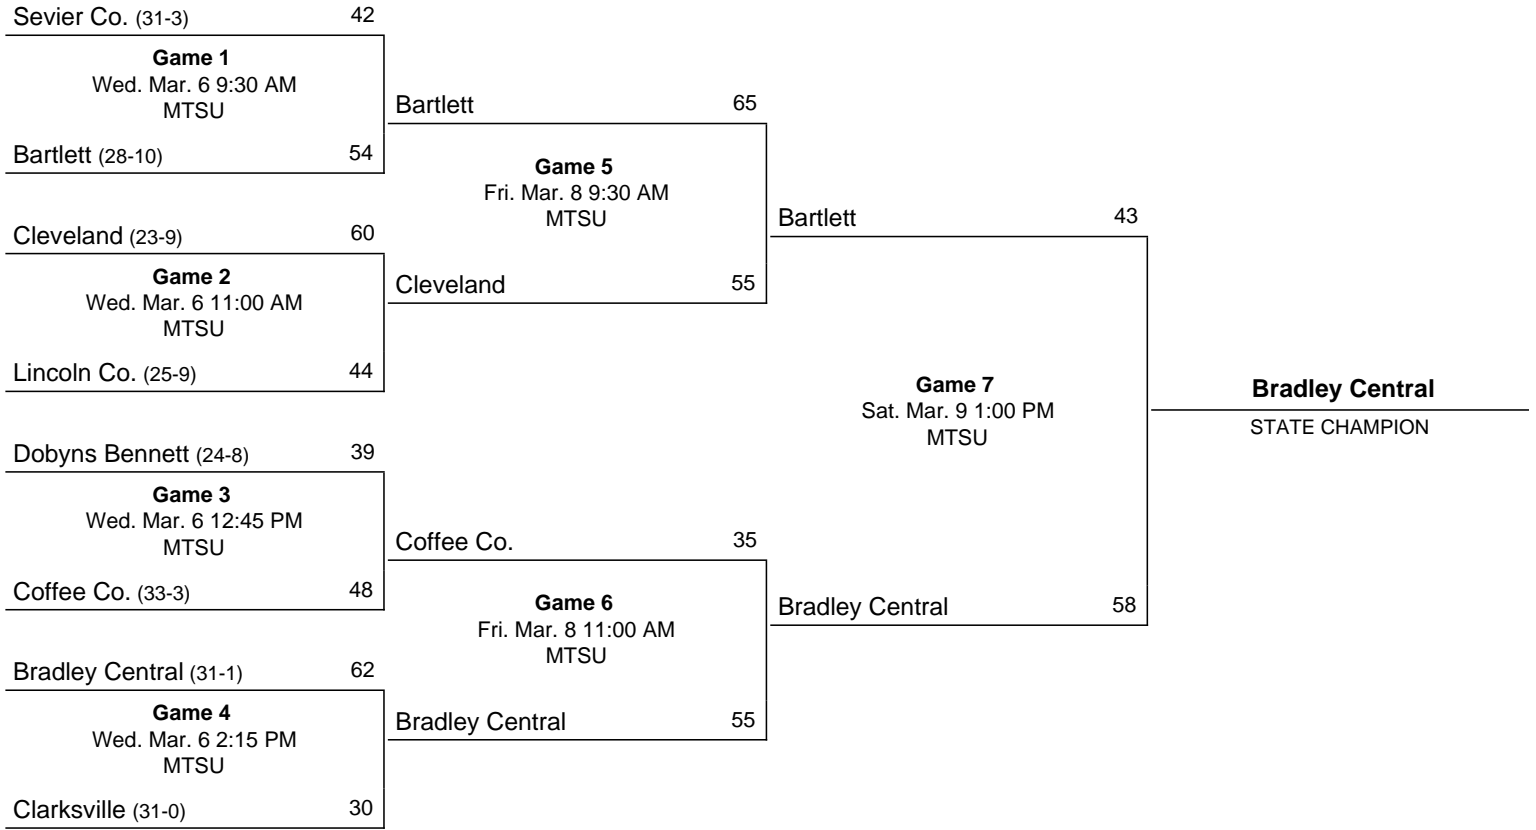 Sevier Co. (31-3) 42
Game 1
Wed. Mar. 6 9:30 AM
MTSU
Bartlett (28-10) 54
Cleveland (23-9) 60
Game 2
Wed. Mar. 6 11:00 AM
MTSU
Lincoln Co. (25-9) 44
Dobyns Bennett (24-8) 39
Game 3
Wed. Mar. 6 12:45 PM
MTSU
Coffee Co. (33-3) 48
Bradley Central (31-1) 62
Game 4
Wed. Mar. 6 2:15 PM
MTSU
Clarksville (31-0) 30
Bartlett 65
Game 5
Fri. Mar. 8 9:30 AM
MTSU
Cleveland 55
Coffee Co. 35
Game 6
Fri. Mar. 8 11:00 AM
MTSU
Bradley Central 55
Bartlett 43
Game 7
Sat. Mar. 9 1:00 PM
MTSU
Bradley Central 58
Bradley Central
STATE CHAMPION